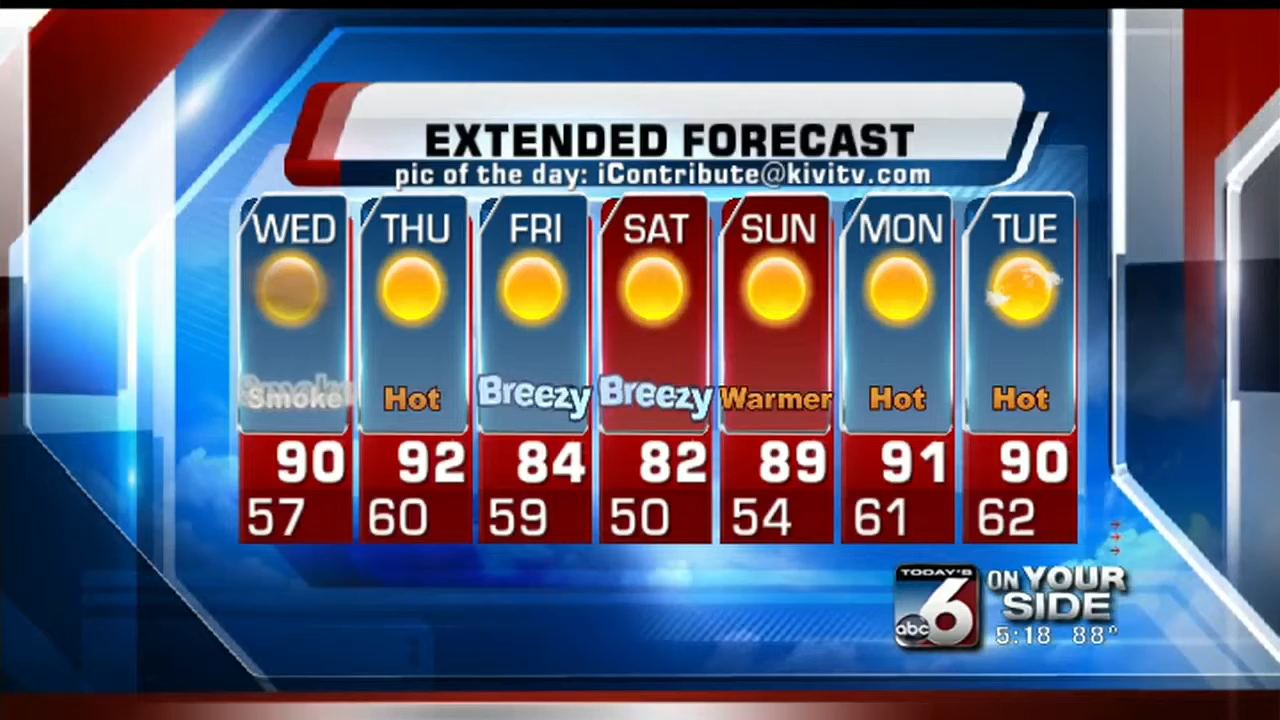 EXTENDED FORECAST
pic of the day: iContribute@kivitv.com
WED THU FRI SAT SUN MON TUE
Smoke Hot Breezy Breezy Warmer Hot Hot
90 92 84 82 89 91 90
57 60 59 50 54 61 62
TODAY'S
abc 6
ON YOUR
SIDE
5:18 88°